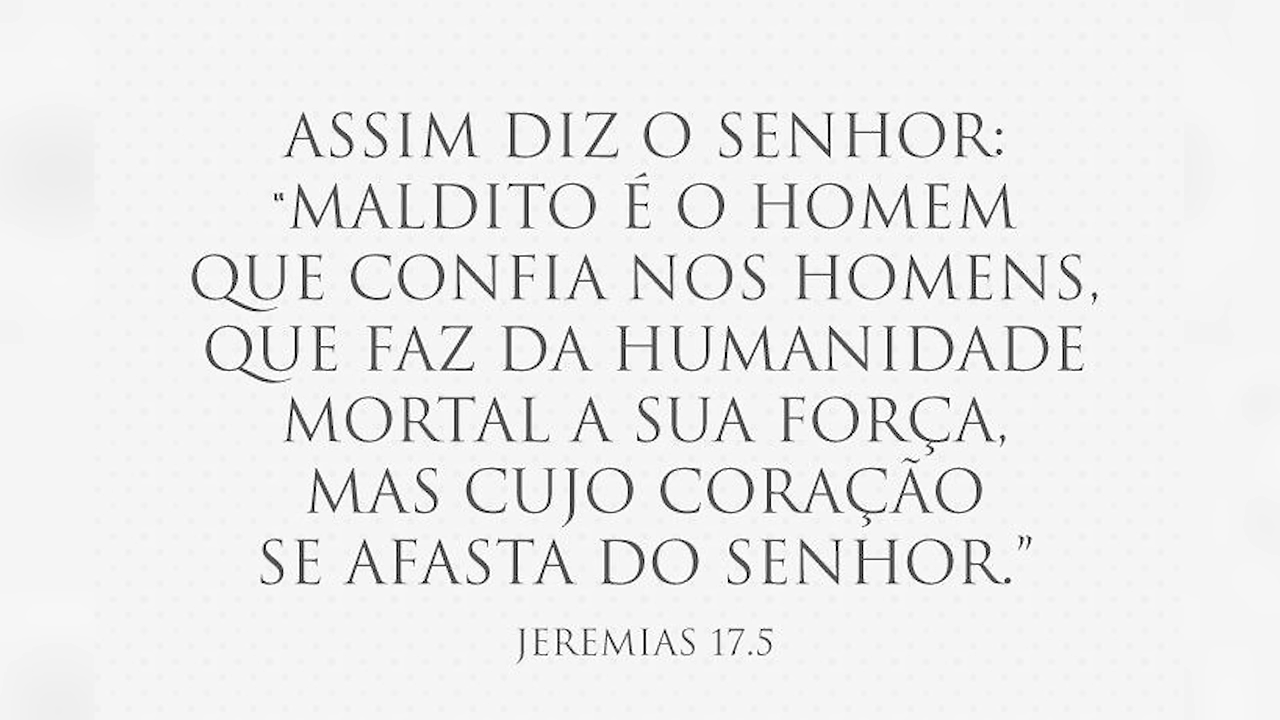 ASSIM DIZ O SENHOR:
“MALDITO É O HOMEM
QUE CONFIA NOS HOMENS,
QUE FAZ DA HUMANIDADE
MORTAL A SUA FORÇA,
MAS CUJO CORAÇÃO
SE AFASTA DO SENHOR.”
JEREMIAS 17.5